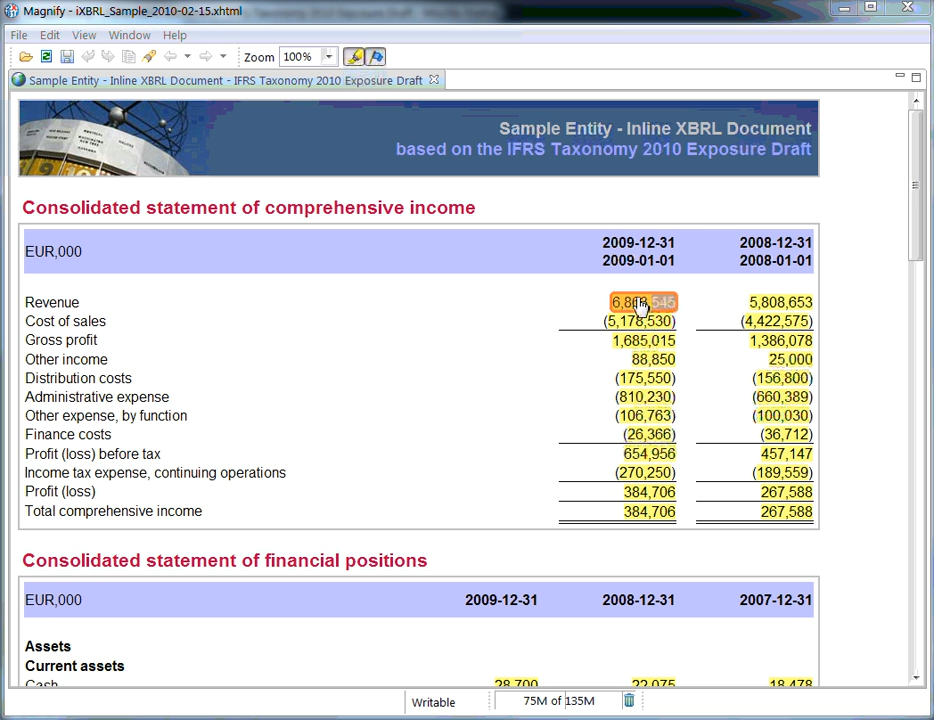 Magnify - iXBRL_Sample_2010-02-15.xhtml
File Edit View Window Help
Zoom 100%
Sample Entity - Inline XBRL Document - IFRS Taxonomy 2010 Exposure Draft
Sample Entity - Inline XBRL Document
based on the IFRS Taxonomy 2010 Exposure Draft
Consolidated statement of comprehensive income
EUR,000 2009-12-31 2008-12-31
2009-01-01 2008-01-01
Revenue 5,808,653
Cost of sales (5,178,530) (4,422,575)
Gross profit 1,685,015 1,386,078
Other income 88,850 25,000
Distribution costs (175,550) (156,800)
Administrative expense (810,230) (660,389)
Other expense, by function (106,763) (100,030)
Finance costs (26,366) (36,712)
Profit (loss) before tax 654,956 457,147
Income tax expense, continuing operations (270,250) (189,559)
Profit (loss) 384,706 267,588
Total comprehensive income 384,706 267,588
Consolidated statement of financial positions
EUR,000 2009-12-31 2008-12-31 2007-12-31
Assets
Current assets
Cash 28,700 22,075 18,478
Writable 75M of 135M